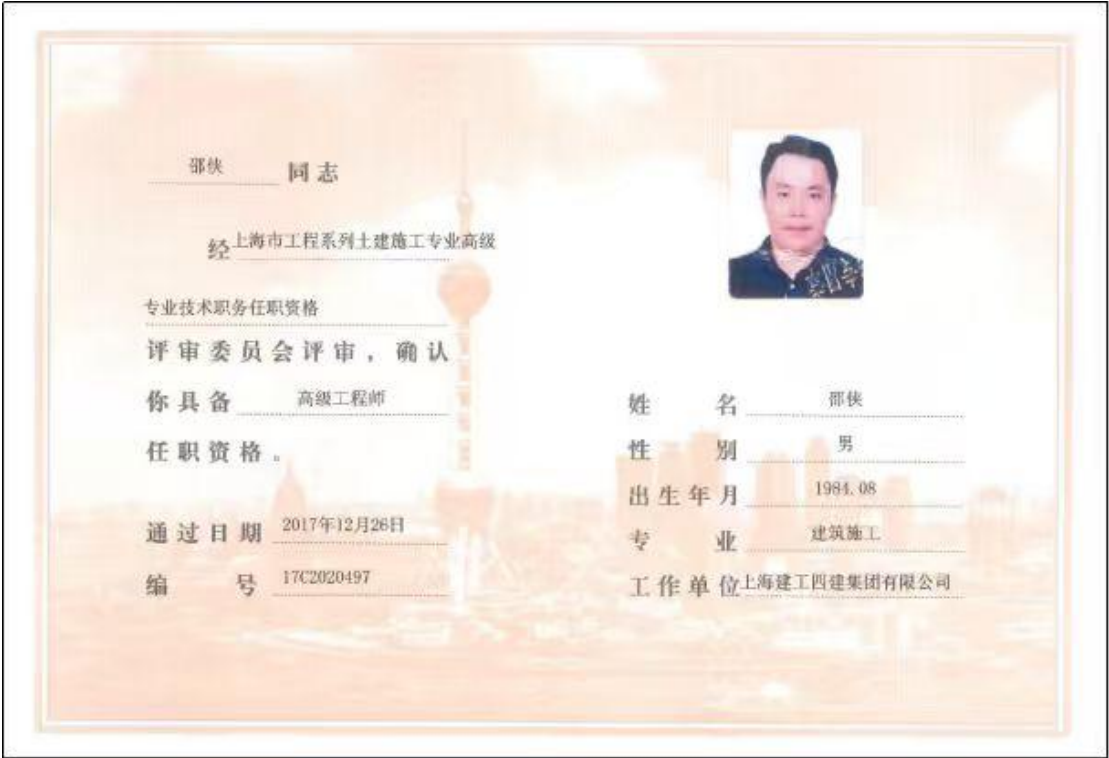 邵侠 同志
经 上海市工程系列土建施工专业高级
专业技术职务任职资格
评审委员会评审，确认
你具备 高级工程师
任职资格。
通过日期 2017年12月26日
编号 17C2020497
姓名 邵侠
性别 男
出生年月 1984.08
专业 建筑施工
工作单位 上海建工四建集团有限公司